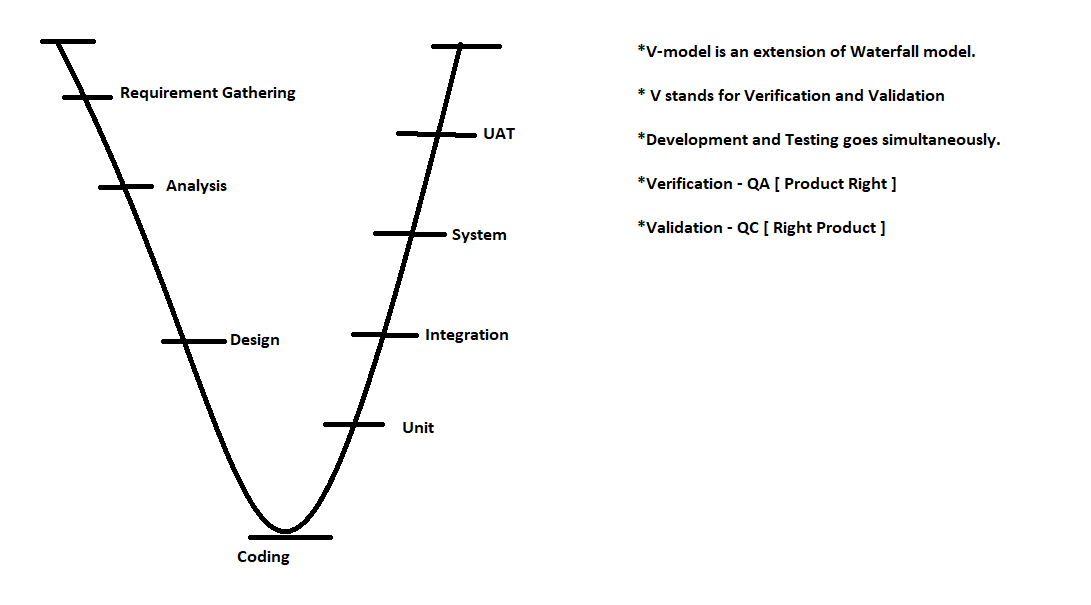 Requirement Gathering
Analysis
Design
Coding
UAT
System
Integration
Unit
*V-model is an extension of Waterfall model.
* V stands for Verification and Validation
*Development and Testing goes simultaneously.
*Verification - QA [ Product Right ]
*Validation - QC [ Right Product ]